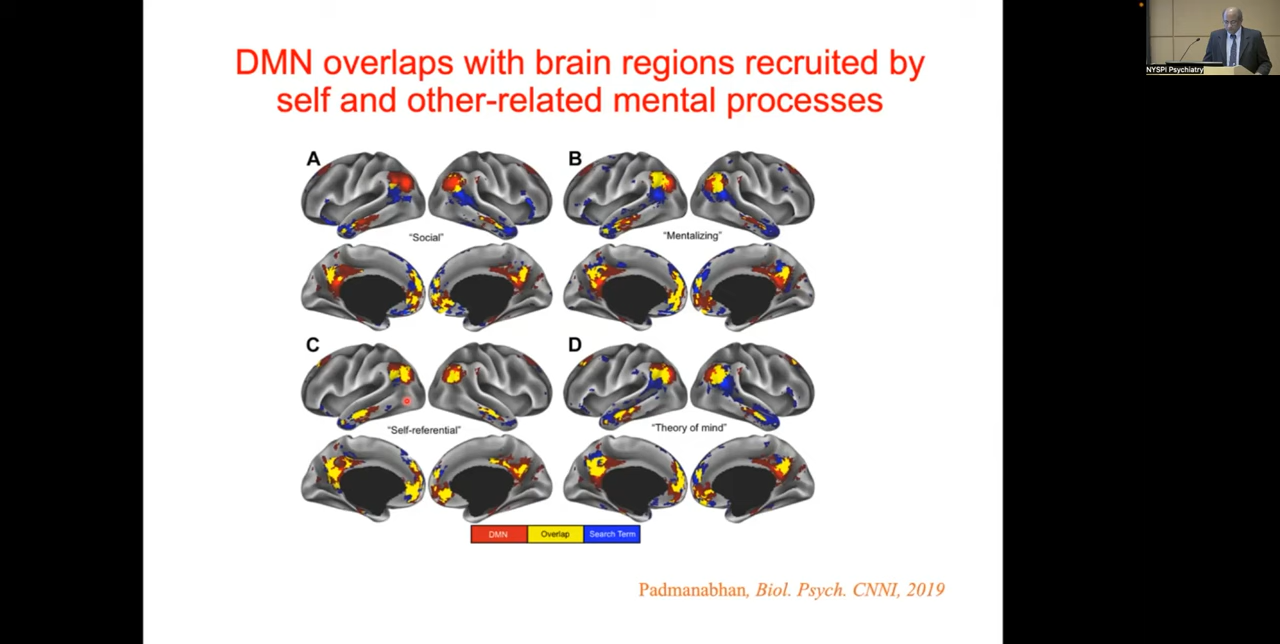 DMN overlaps with brain regions recruited by
self and other-related mental processes
A
B
"Social"
"Mentalizing"
C
D
"Self-referential"
"Theory of mind"
DMN
Overlap
Search Term
Padmanabhan, Biol. Psych. CNNI, 2019
NYSPI Psychiatry